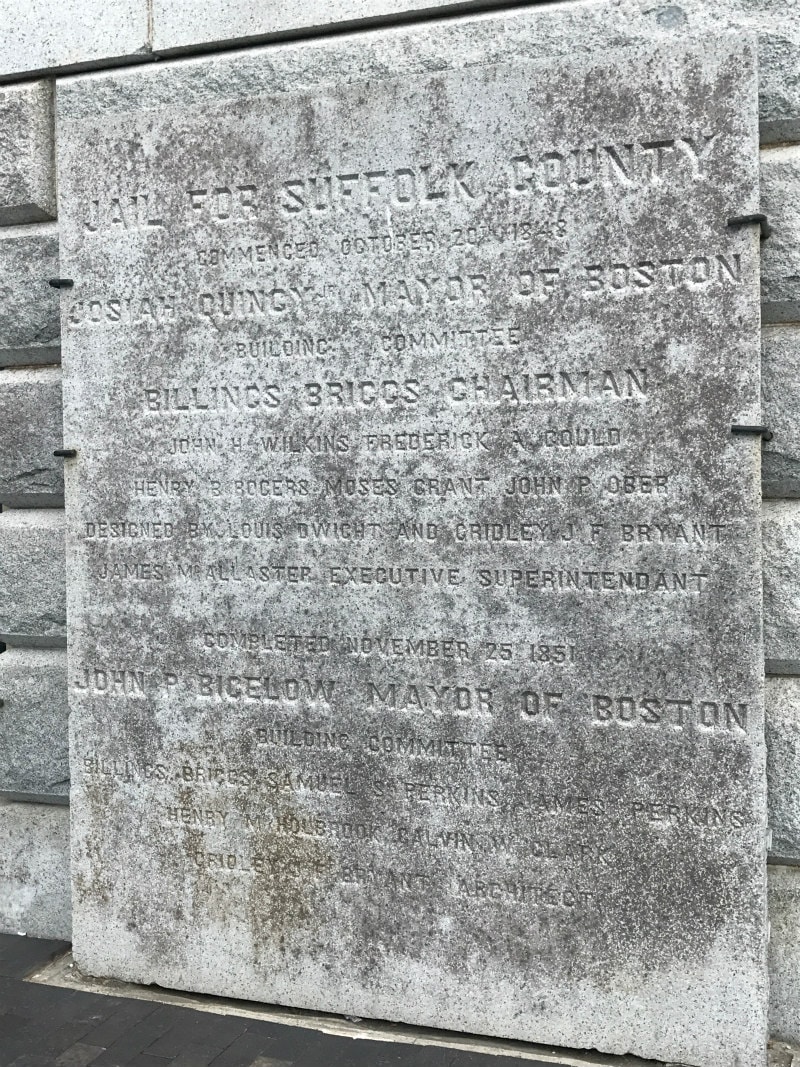 JAIL FOR SUFFOLK COUNTY
COMMENCED OCTOBER 20TH 1848
JOSIAH QUINCY JR MAYOR OF BOSTON
BUILDING COMMITTEE
BILLINGS BRIGGS CHAIRMAN
JOHN H WILKINS FREDERICK A GOULD
HENRY B ROGERS MOSES GRANT JOHN P OBER
DESIGNED BY LOUIS DWIGHT AND GRIDLEY J F BRYANT
JAMES MCALLASTER EXECUTIVE SUPERINTENDANT
COMPLETED NOVEMBER 25 1851
JOHN P BIGELOW MAYOR OF BOSTON
BUILDING COMMITTEE
BILLINGS BRIGGS SAMUEL S PERKINS JAMES PERKINS
HENRY M HOLBROOK CALVIN W CLARK
GRIDLEY J F BRYANT ARCHITECT